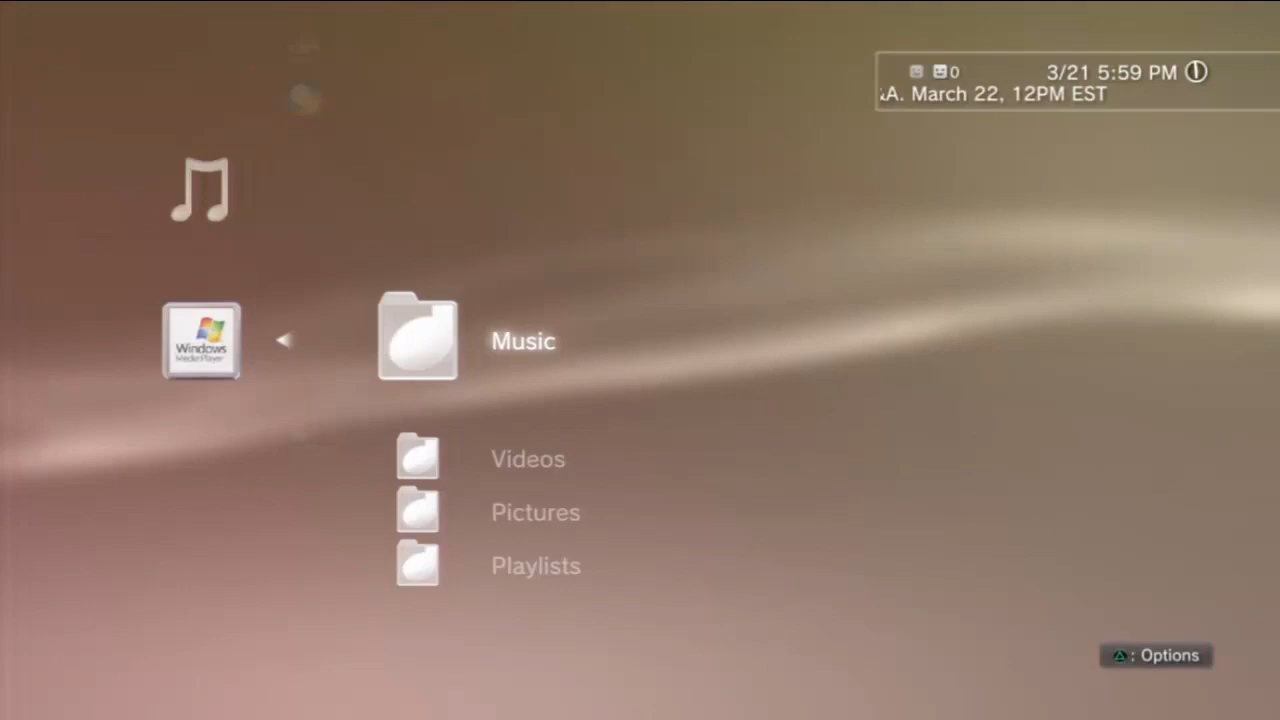 0 3/21 5:59 PM
A. March 22, 12PM EST
Windows
Media Player
Music
Videos
Pictures
Playlists
: Options